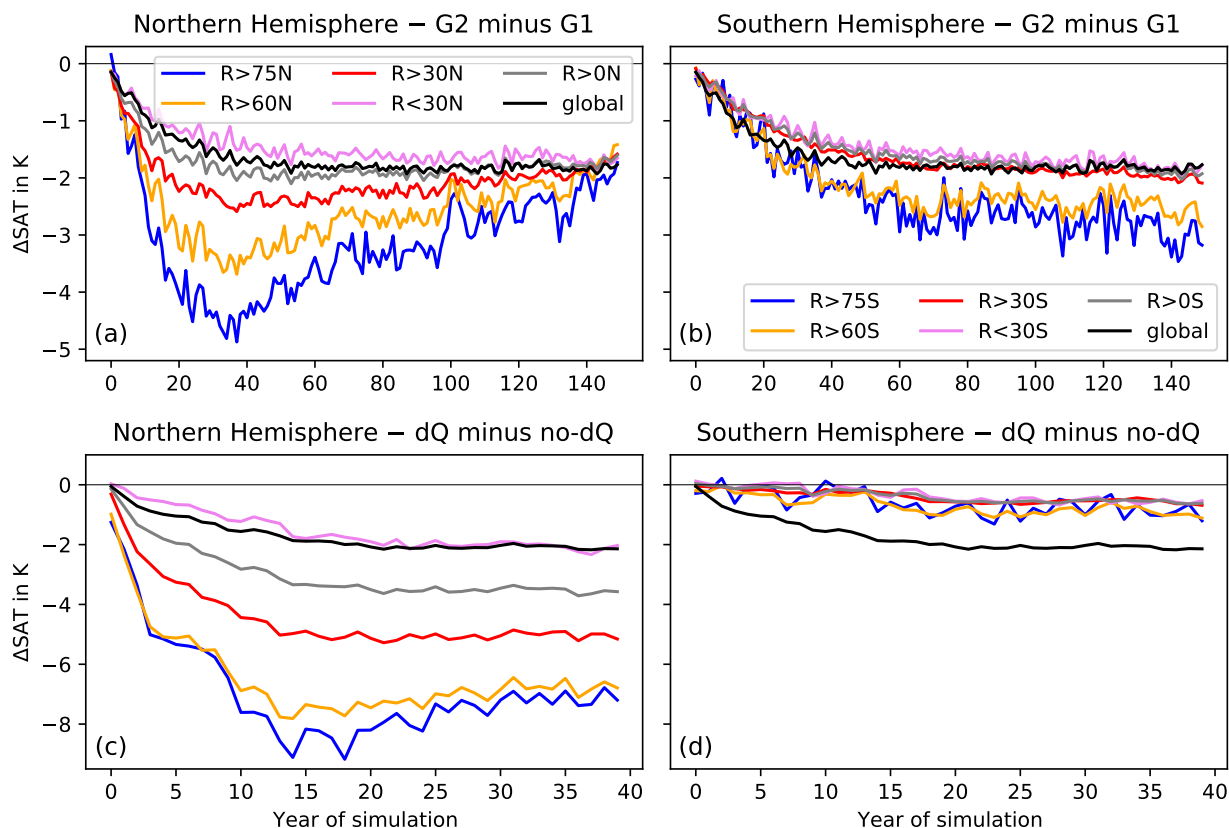 Northern Hemisphere − G2 minus G1
Southern Hemisphere − G2 minus G1
ΔSAT in K
0
−1
−2
−3
−4
−5
R>75N
R>60N
R>30N
R<30N
R>0N
global
(a)
0
20
40
60
80
100
120
140
R>75S
R>60S
R>30S
R<30S
R>0S
global
(b)
0
20
40
60
80
100
120
140
Northern Hemisphere − dQ minus no-dQ
Southern Hemisphere − dQ minus no-dQ
ΔSAT in K
0
−2
−4
−6
−8
(c)
0
5
10
15
20
25
30
35
40
Year of simulation
(d)
0
5
10
15
20
25
30
35
40
Year of simulation